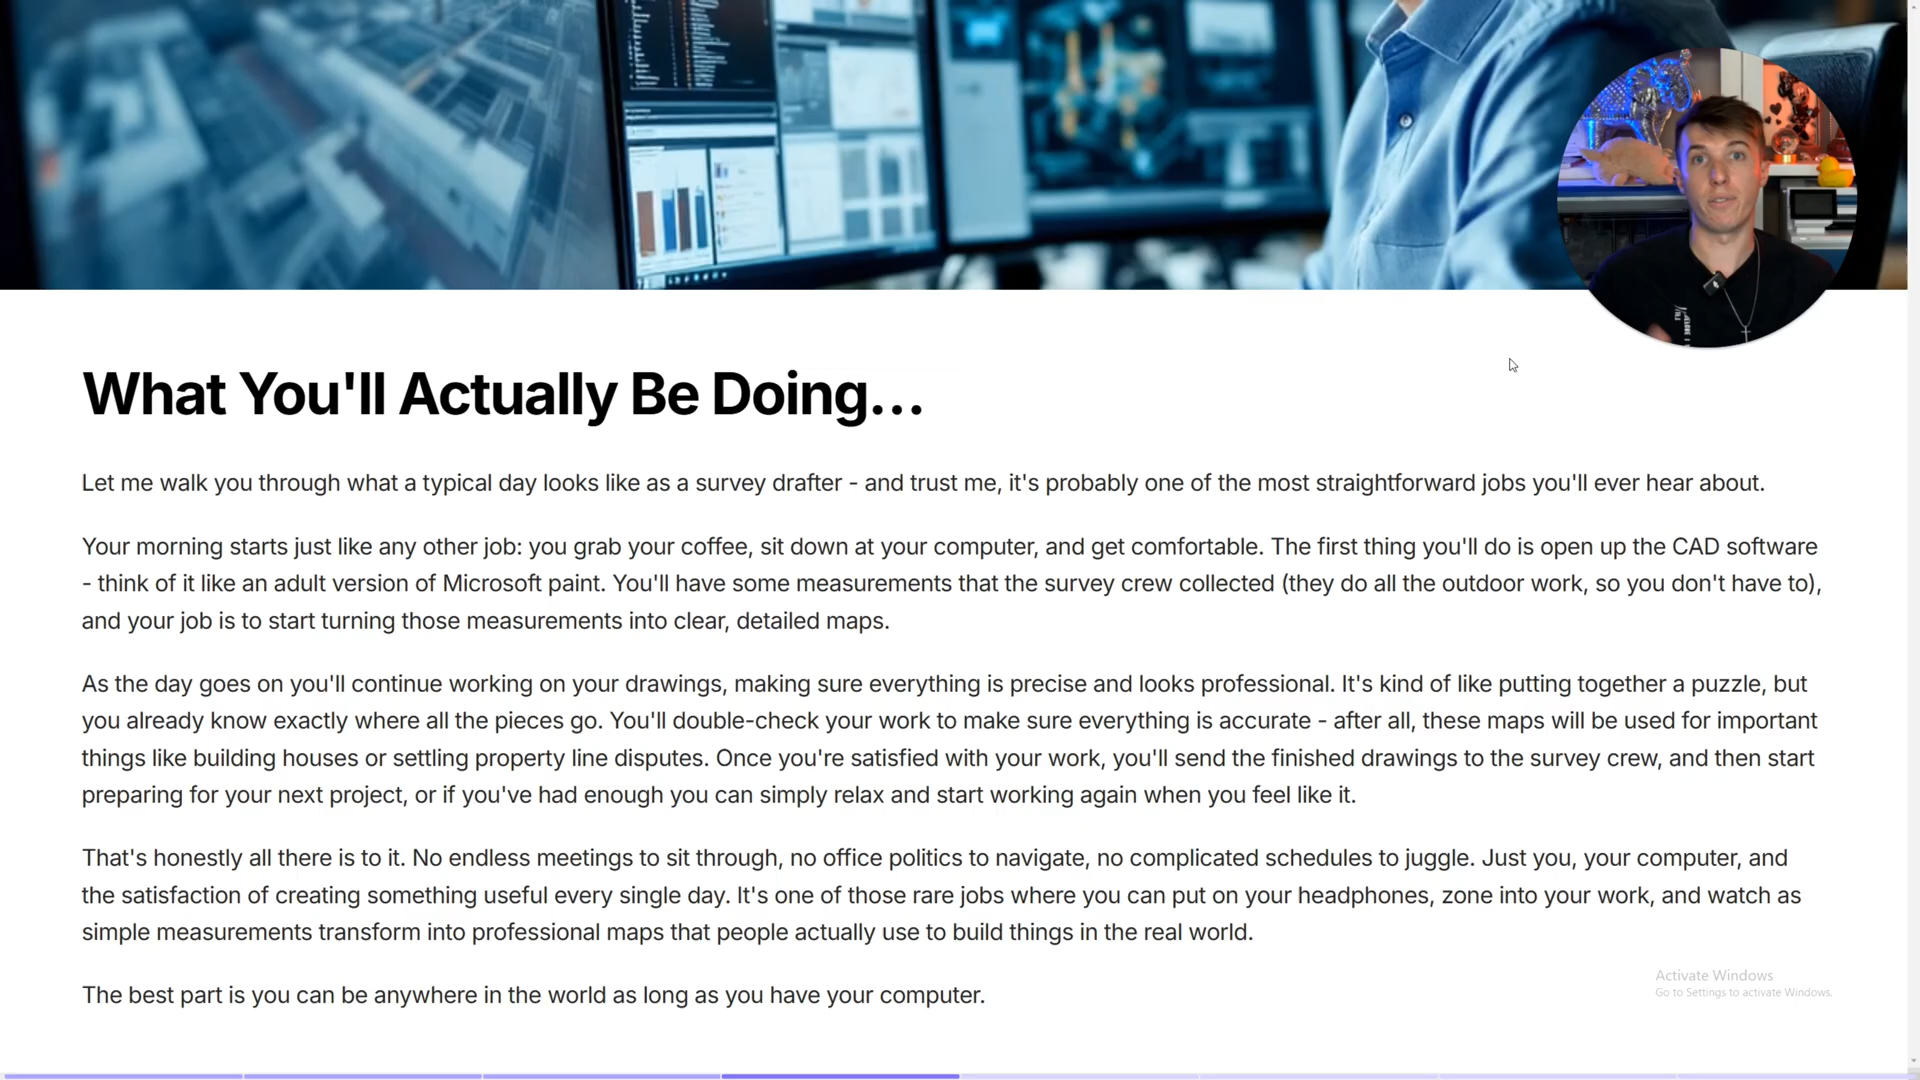 What You'll Actually Be Doing...
Let me walk you through what a typical day looks like as a survey drafter - and trust me, it's probably one of the most straightforward jobs you'll ever hear about.
Your morning starts just like any other job: you grab your coffee, sit down at your computer, and get comfortable. The first thing you'll do is open up the CAD software
- think of it like an adult version of Microsoft paint. You'll have some measurements that the survey crew collected (they do all the outdoor work, so you don't have to),
and your job is to start turning those measurements into clear, detailed maps.
As the day goes on you'll continue working on your drawings, making sure everything is precise and looks professional. It's kind of like putting together a puzzle, but
you already know exactly where all the pieces go. You'll double-check your work to make sure everything is accurate - after all, these maps will be used for important
things like building houses or settling property line disputes. Once you're satisfied with your work, you'll send the finished drawings to the survey crew, and then start
preparing for your next project, or if you've had enough you can simply relax and start working again when you feel like it.
That's honestly all there is to it. No endless meetings to sit through, no office politics to navigate, no complicated schedules to juggle. Just you, your computer, and
the satisfaction of creating something useful every single day. It's one of those rare jobs where you can put on your headphones, zone into your work, and watch as
simple measurements transform into professional maps that people actually use to build things in the real world.
The best part is you can be anywhere in the world as long as you have your computer.
Activate Windows
Go to Settings to activate Windows.